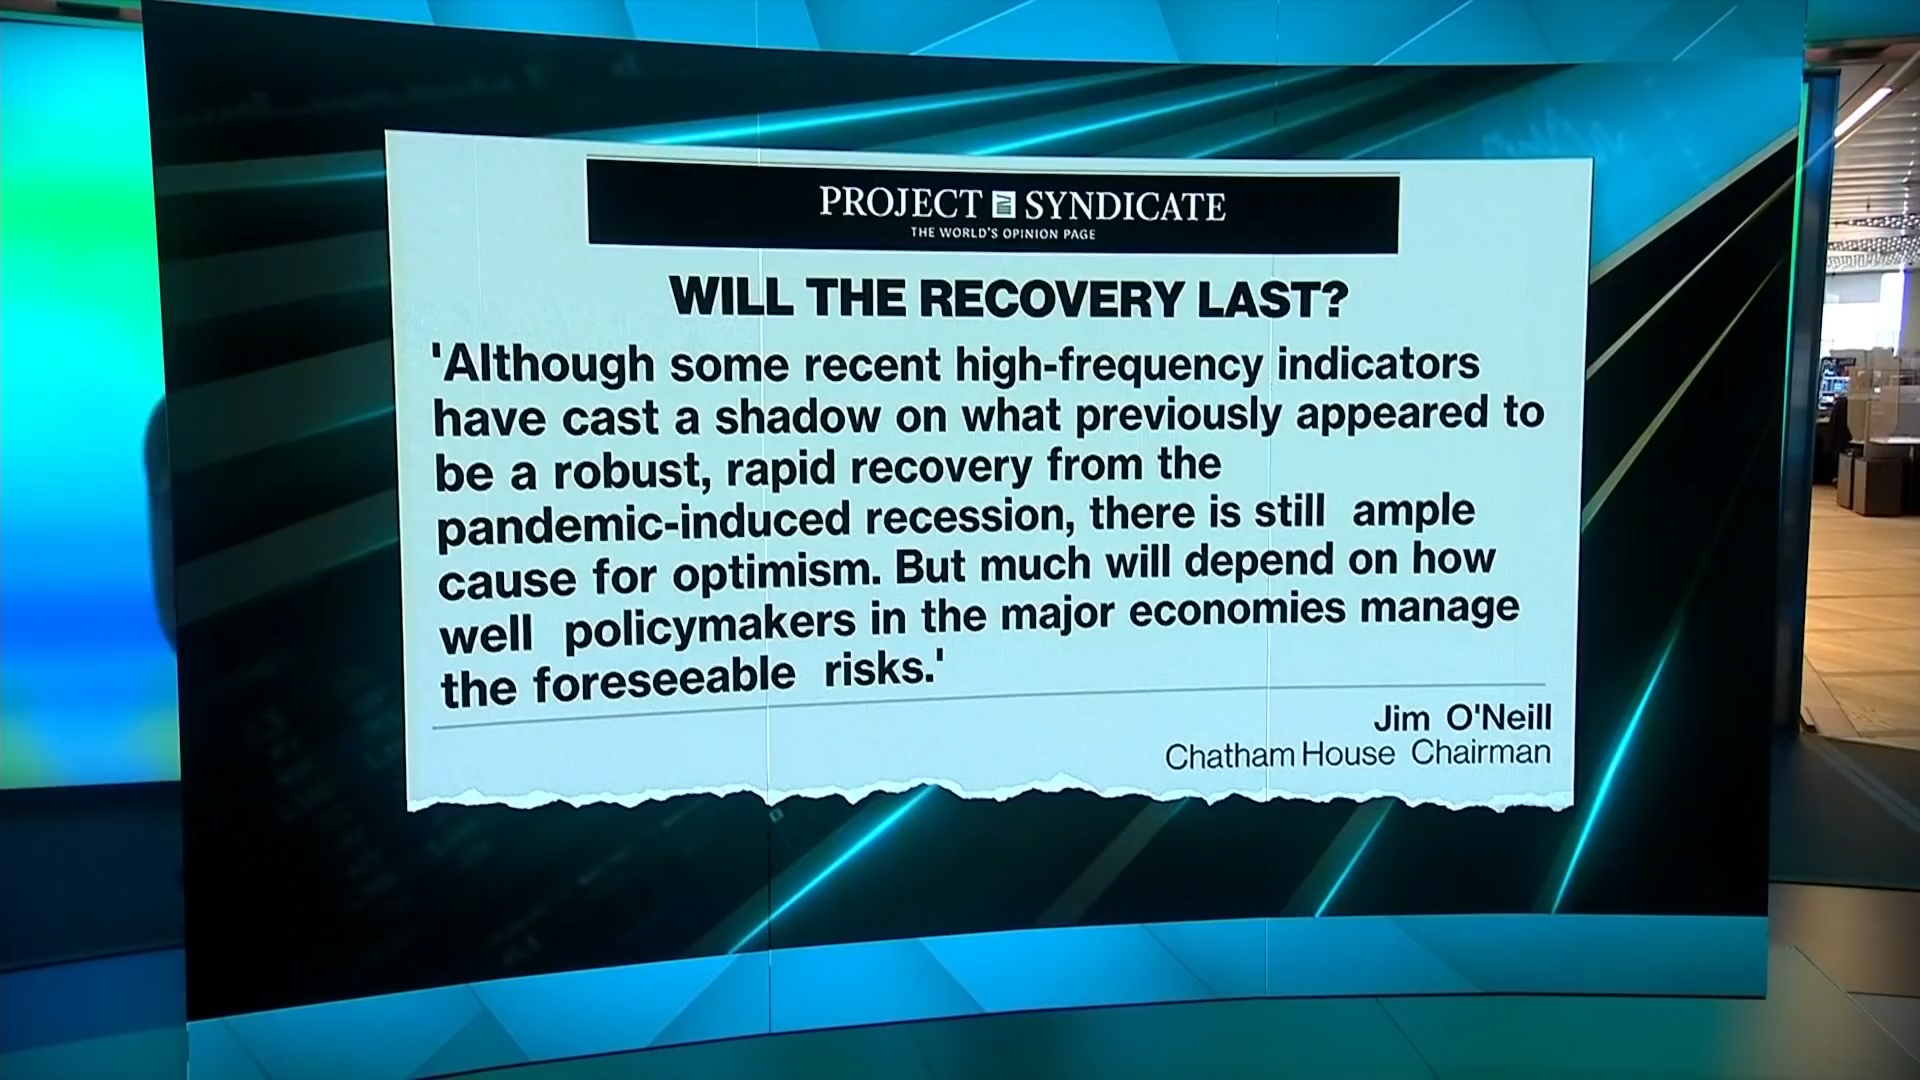 PROJECT SYNDICATE
THE WORLD'S OPINION PAGE
WILL THE RECOVERY LAST?
'Although some recent high-frequency indicators
have cast a shadow on what previously appeared to
be a robust, rapid recovery from the
pandemic-induced recession, there is still ample
cause for optimism. But much will depend on how
well policymakers in the major economies manage
the foreseeable risks.'
Jim O'Neill
Chatham House Chairman